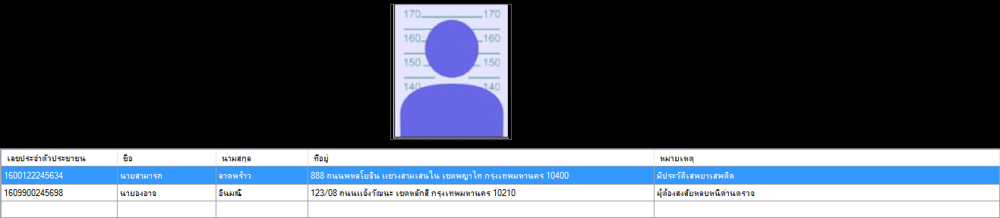 170 170
160 160
150 150
140 140
เลขประจำตัวประชาชน ชื่อ นามสกุล ที่อยู่ หมายเหตุ
1600122245634 นายสามารถ ลาดพร้าว 888 ถนนพหลโยธิน แขวงสามเสนใน เขตพญาไท กรุงเทพมหานคร 10400 มีประวัติเสพยาเสพติด
1609900245698 นายองอาจ อินมณี 123/08 ถนนแจ้งวัฒนะ เขตหลักสี่ กรุงเทพมหานคร 10210 ผู้ต้องสงสัยหลบหนีด่านตรวจ